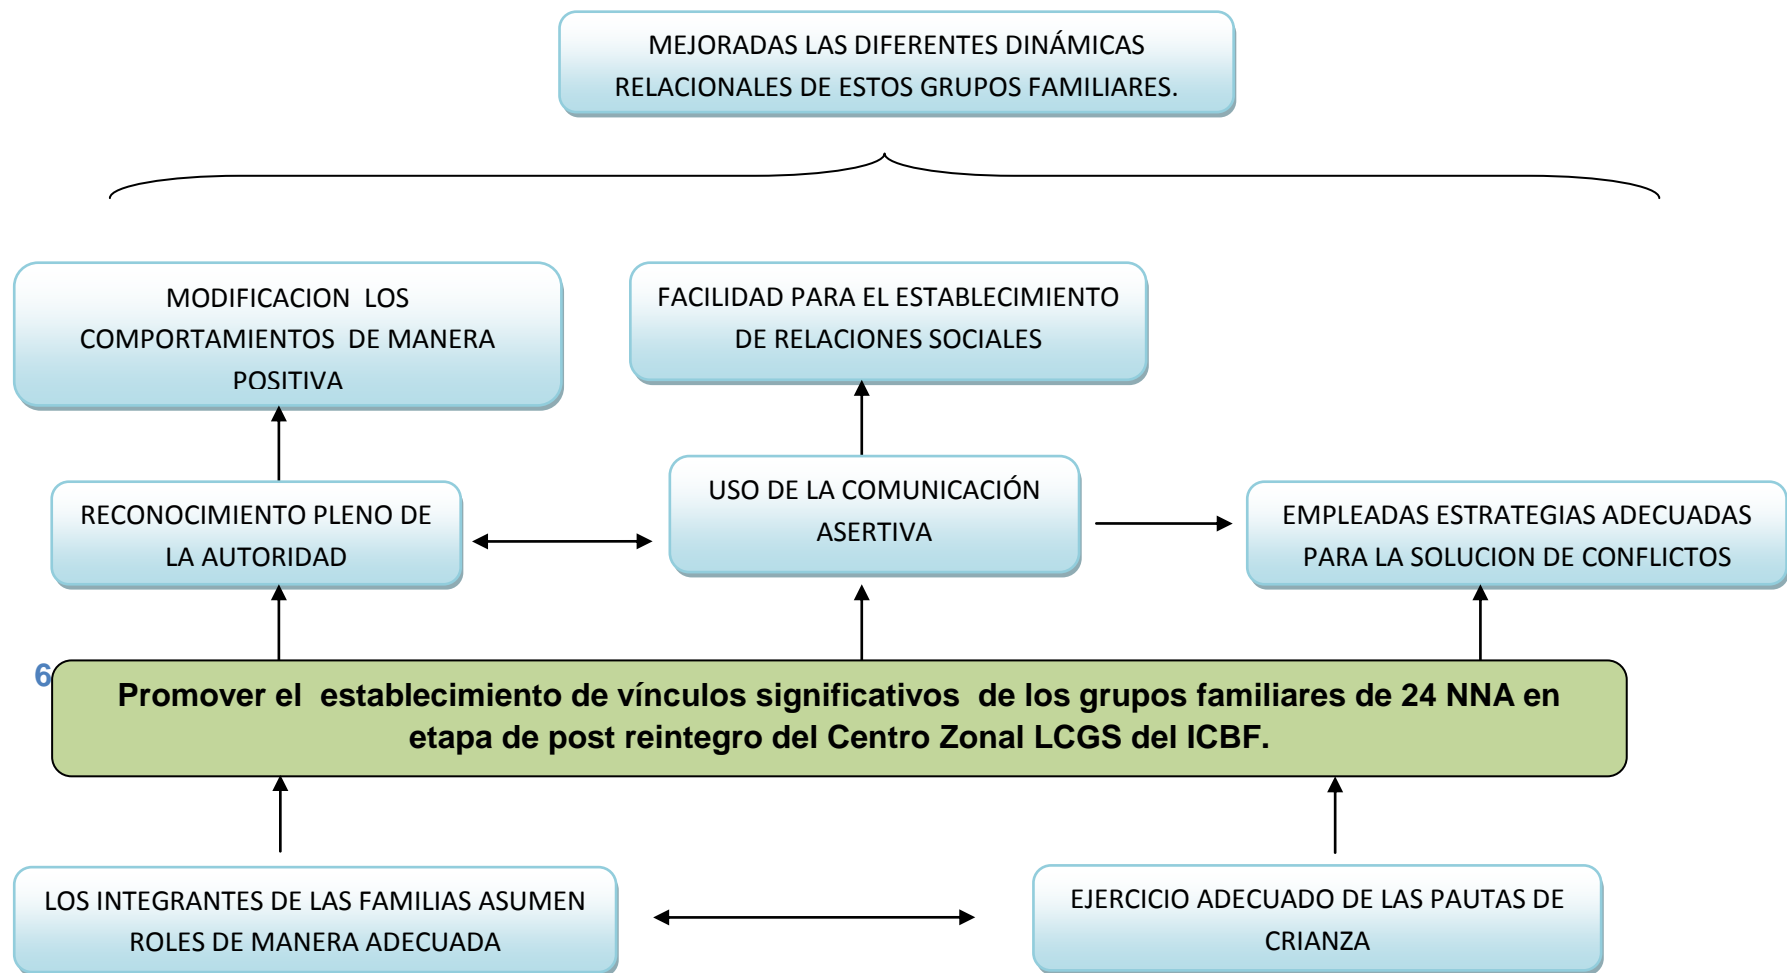 MEJORADAS LAS DIFERENTES DINÁMICAS
RELACIONALES DE ESTOS GRUPOS FAMILIARES.
MODIFICACION LOS
COMPORTAMIENTOS DE MANERA
POSITIVA
FACILIDAD PARA EL ESTABLECIMIENTO
DE RELACIONES SOCIALES
RECONOCIMIENTO PLENO DE
LA AUTORIDAD
USO DE LA COMUNICACIÓN
ASERTIVA
EMPLEADAS ESTRATEGIAS ADECUADAS
PARA LA SOLUCION DE CONFLICTOS
6
Promover el establecimiento de vínculos significativos de los grupos familiares de 24 NNA en
etapa de post reintegro del Centro Zonal LCGS del ICBF.
LOS INTEGRANTES DE LAS FAMILIAS ASUMEN
ROLES DE MANERA ADECUADA
EJERCICIO ADECUADO DE LAS PAUTAS DE
CRIANZA